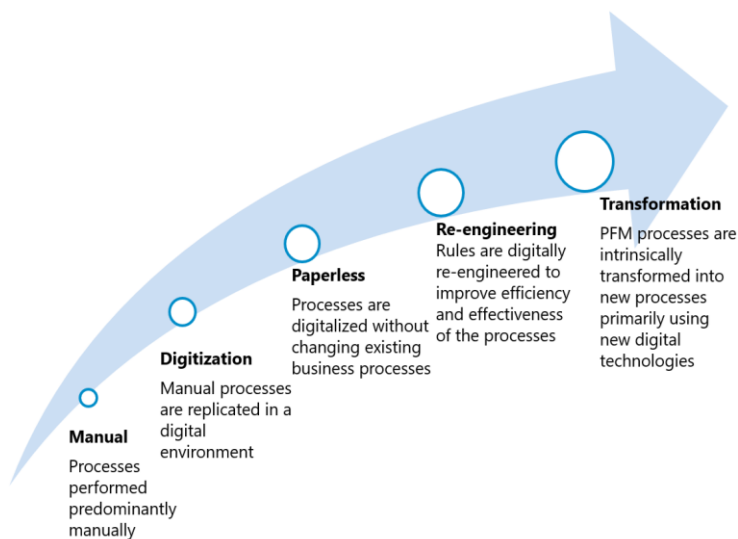 Manual
Processes
performed
predominantly
manually
Digitization
Manual processes
are replicated in a
digital
environment
Paperless
Processes are
digitalized without
changing existing
business processes
Re-engineering
Rules are digitally
re-engineered to
improve efficiency
and effectiveness
of the processes
Transformation
PFM processes are
intrinsically
transformed into
new processes
primarily using
new digital
technologies